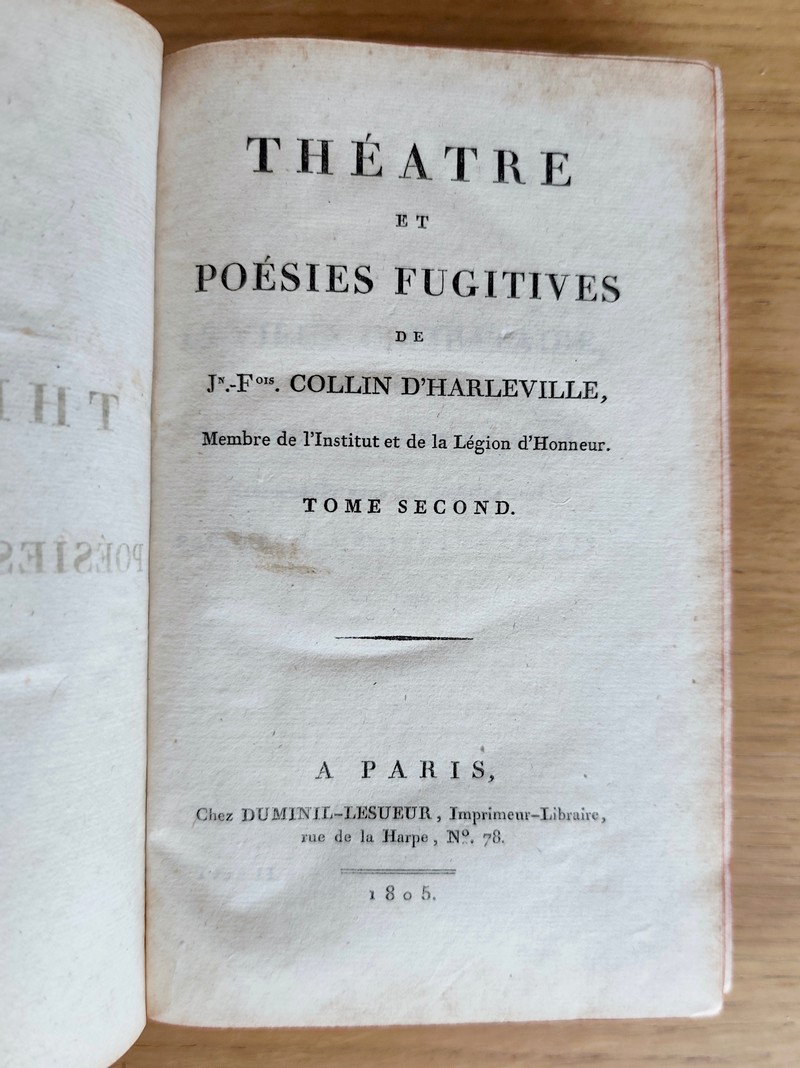 THÉATRE
ET
POÉSIES FUGITIVES
DE
Jn.-Fois. COLLIN D'HARLEVILLE,
Membre de l'Institut et de la Légion d'Honneur.
TOME SECOND.
A PARIS,
Chez DUMINIL-LESUEUR, Imprimeur-Libraire,
rue de la Harpe, No. 78.
1805.